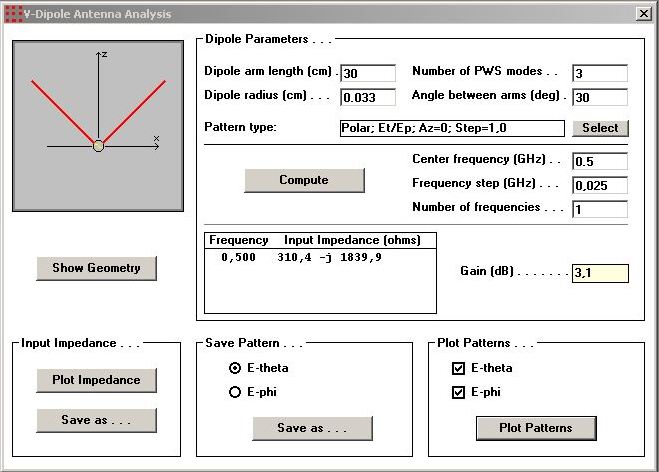 V-Dipole Antenna Analysis
z
x
Dipole Parameters . . .
Dipole arm length (cm) . 30 Number of PWS modes . . 3
Dipole radius (cm) . . . 0.033 Angle between arms (deg) . 30
Pattern type: Polar; Et/Ep; Az=0; Step=1,0 Select
Center frequency (GHz) . . 0.5
Compute
Frequency step (GHz) . . . 0,025
Number of frequencies . . . 1
Frequency Input Impedance (ohms)
0,500 310,4 -j 1839,9
Gain (dB) . . . . . . . 3,1
Show Geometry
Input Impedance . . .
Plot Impedance
Save as . . .
Save Pattern . . .
E-theta
E-phi
Save as . . .
Plot Patterns . . .
E-theta
E-phi
Plot Patterns